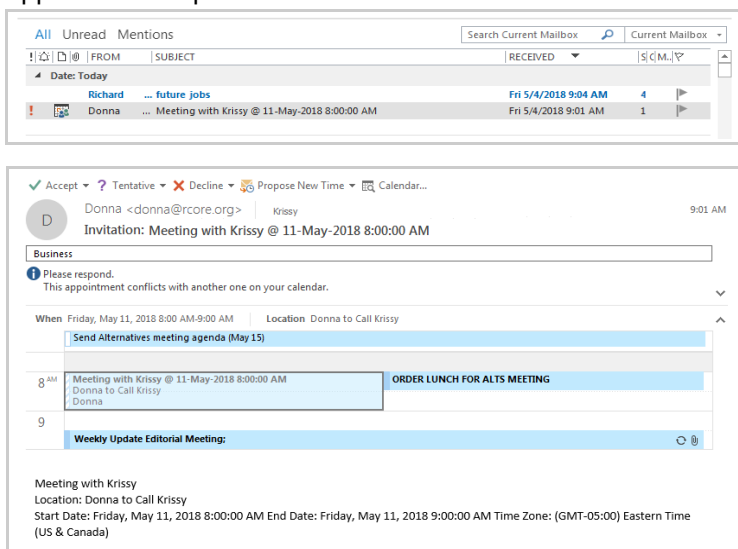 All Unread Mentions Search Current Mailbox Current Mailbox
! FROM SUBJECT RECEIVED S C M..
Date: Today
Richard ... future jobs Fri 5/4/2018 9:04 AM 4
! Donna ... Meeting with Krissy @ 11-May-2018 8:00:00 AM Fri 5/4/2018 9:01 AM 1
Accept ? Tentative Decline Propose New Time Calendar...
D Donna <donna@rcore.org> Krissy 9:01 AM
Invitation: Meeting with Krissy @ 11-May-2018 8:00:00 AM
Business
Please respond.
This appointment conflicts with another one on your calendar.
When Friday, May 11, 2018 8:00 AM-9:00 AM Location Donna to Call Krissy
Send Alternatives meeting agenda (May 15)
8 AM Meeting with Krissy @ 11-May-2018 8:00:00 AM ORDER LUNCH FOR ALTS MEETING
Donna to Call Krissy
Donna
9
Weekly Update Editorial Meeting;
Meeting with Krissy
Location: Donna to Call Krissy
Start Date: Friday, May 11, 2018 8:00:00 AM End Date: Friday, May 11, 2018 9:00:00 AM Time Zone: (GMT-05:00) Eastern Time
(US & Canada)